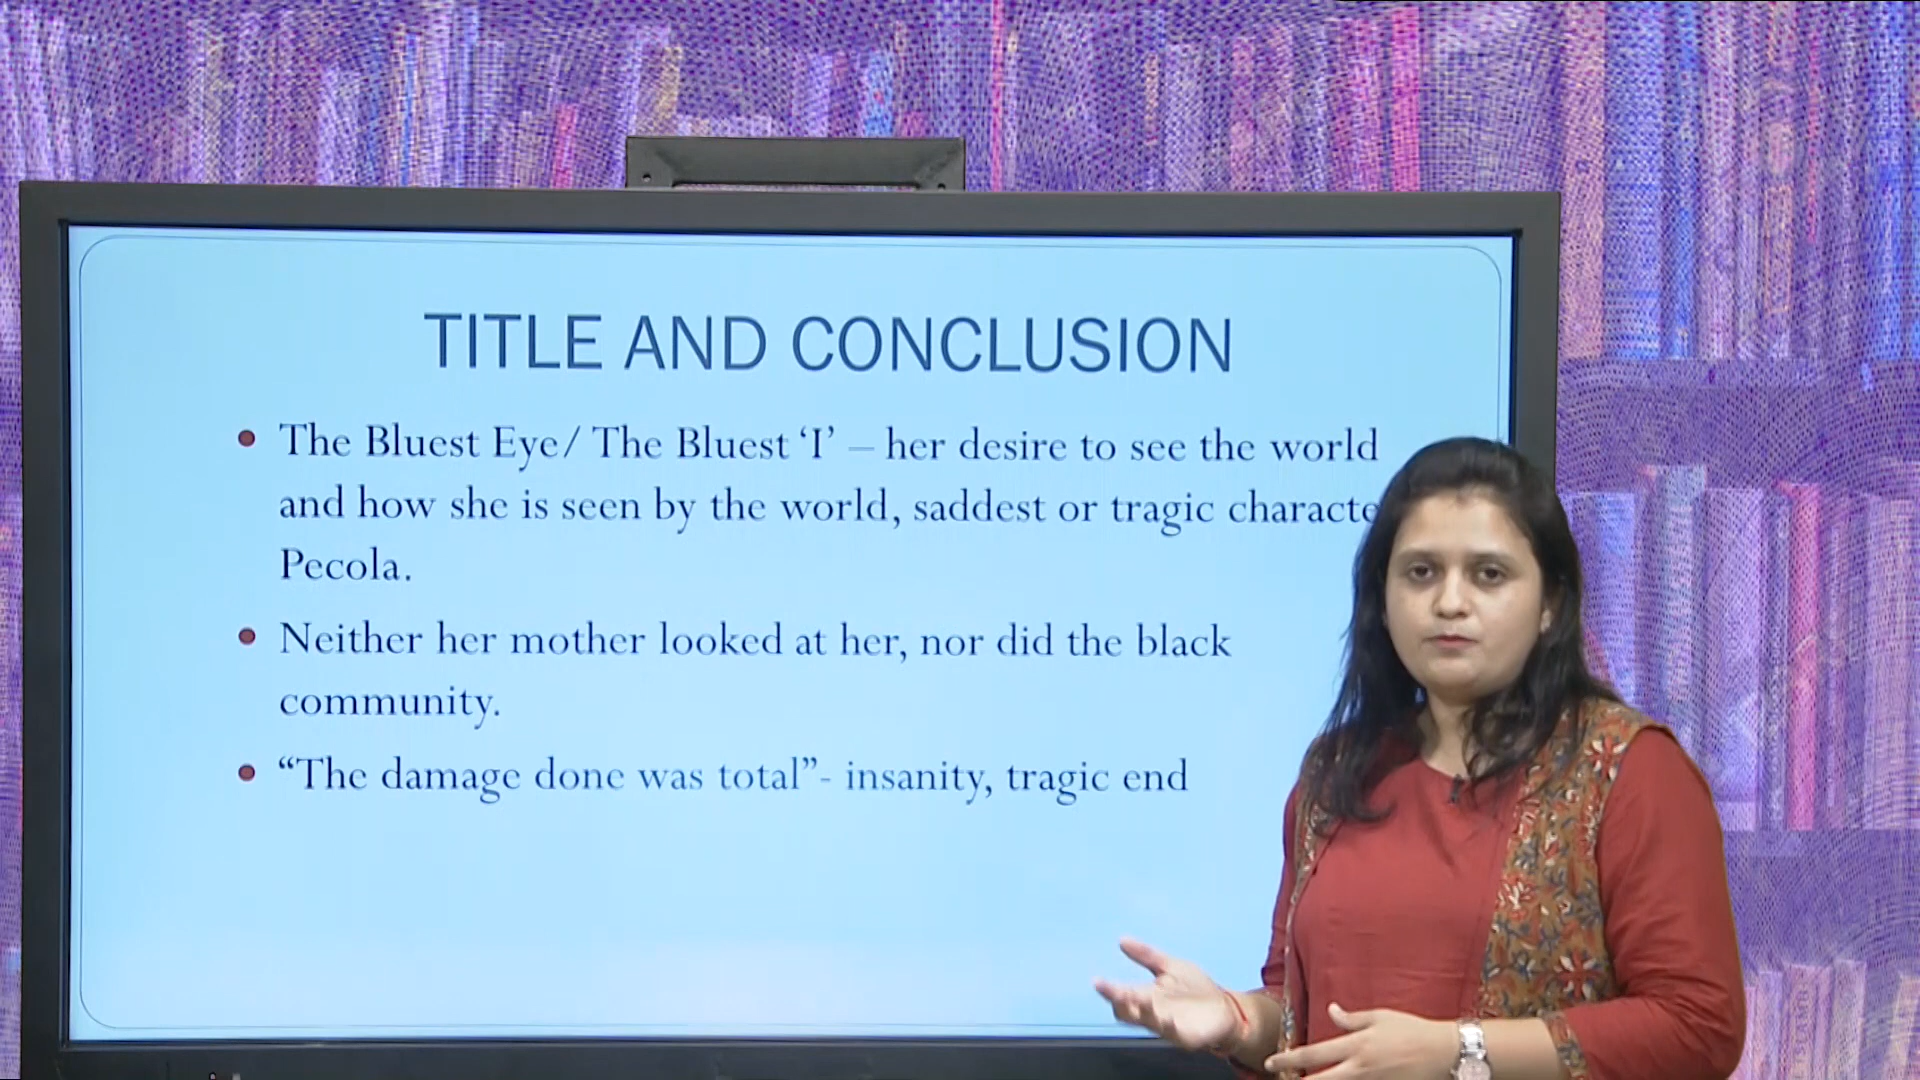 TITLE AND CONCLUSION
• The Bluest Eye/ The Bluest ‘I’ – her desire to see the world
and how she is seen by the world, saddest or tragic characte
Pecola.
• Neither her mother looked at her, nor did the black
community.
• “The damage done was total”- insanity, tragic end